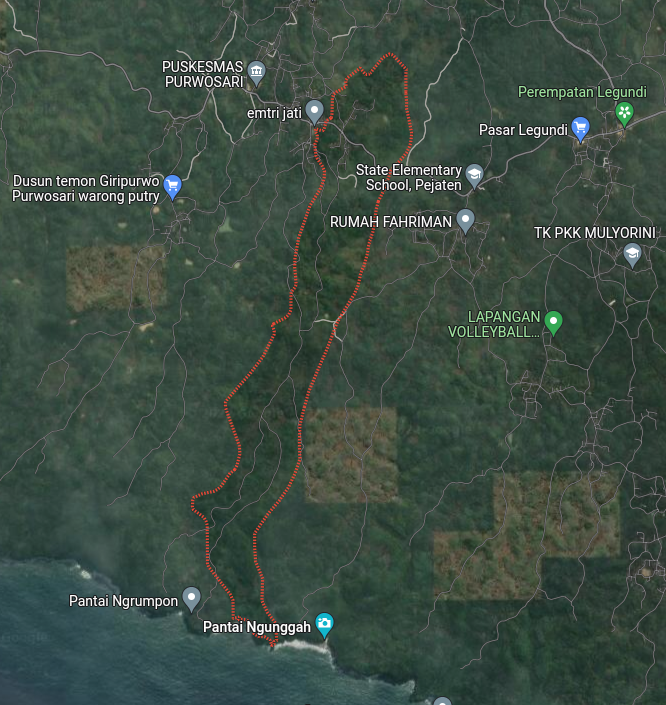 PUSKESMAS
PURWOSARI
Perempatan Legundi
emtri jati
Pasar Legundi
State Elementary
School, Pejaten
Dusun temon Giripurwo
Purwosari warong putry
RUMAH FAHRIMAN
TK PKK MULYORINI
LAPANGAN
VOLLEYBALL...
Pantai Ngrumpon
Pantai Ngunggah